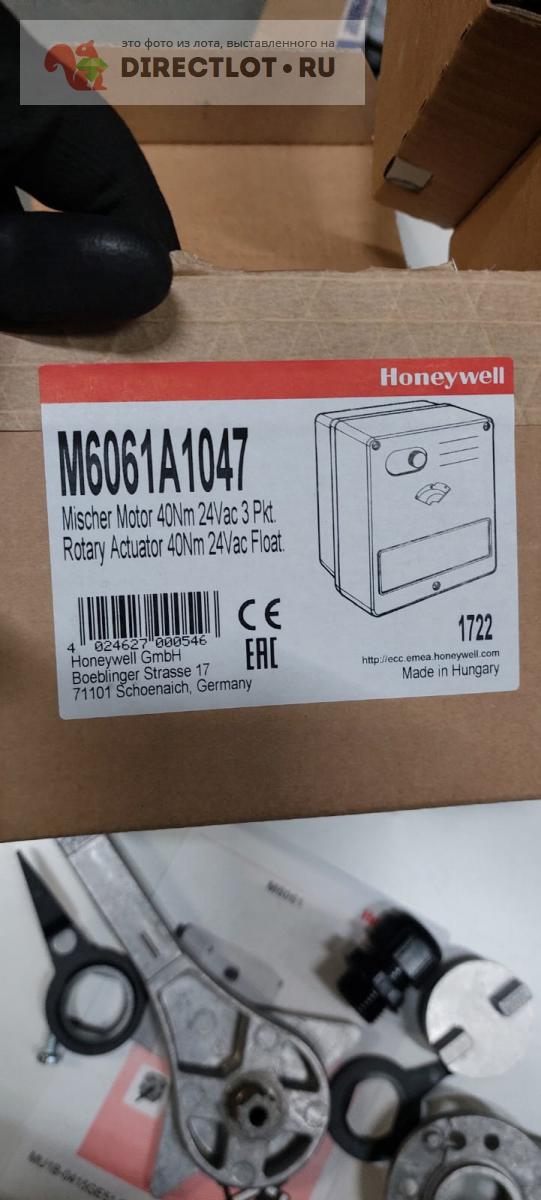 это фото из лота, выставленного на
DIRECTLOT•RU
Honeywell
M6061A1047
Mischer Motor 40Nm 24Vac 3 Pkt.
Rotary Actuator 40Nm 24Vac Float.
4 024627 000546
CE
EAC
Honeywell GmbH
Boeblinger Strasse 17
71101 Schoenaich, Germany
1722
http://ecc.emea.honeywell.com
Made in Hungary
M6061